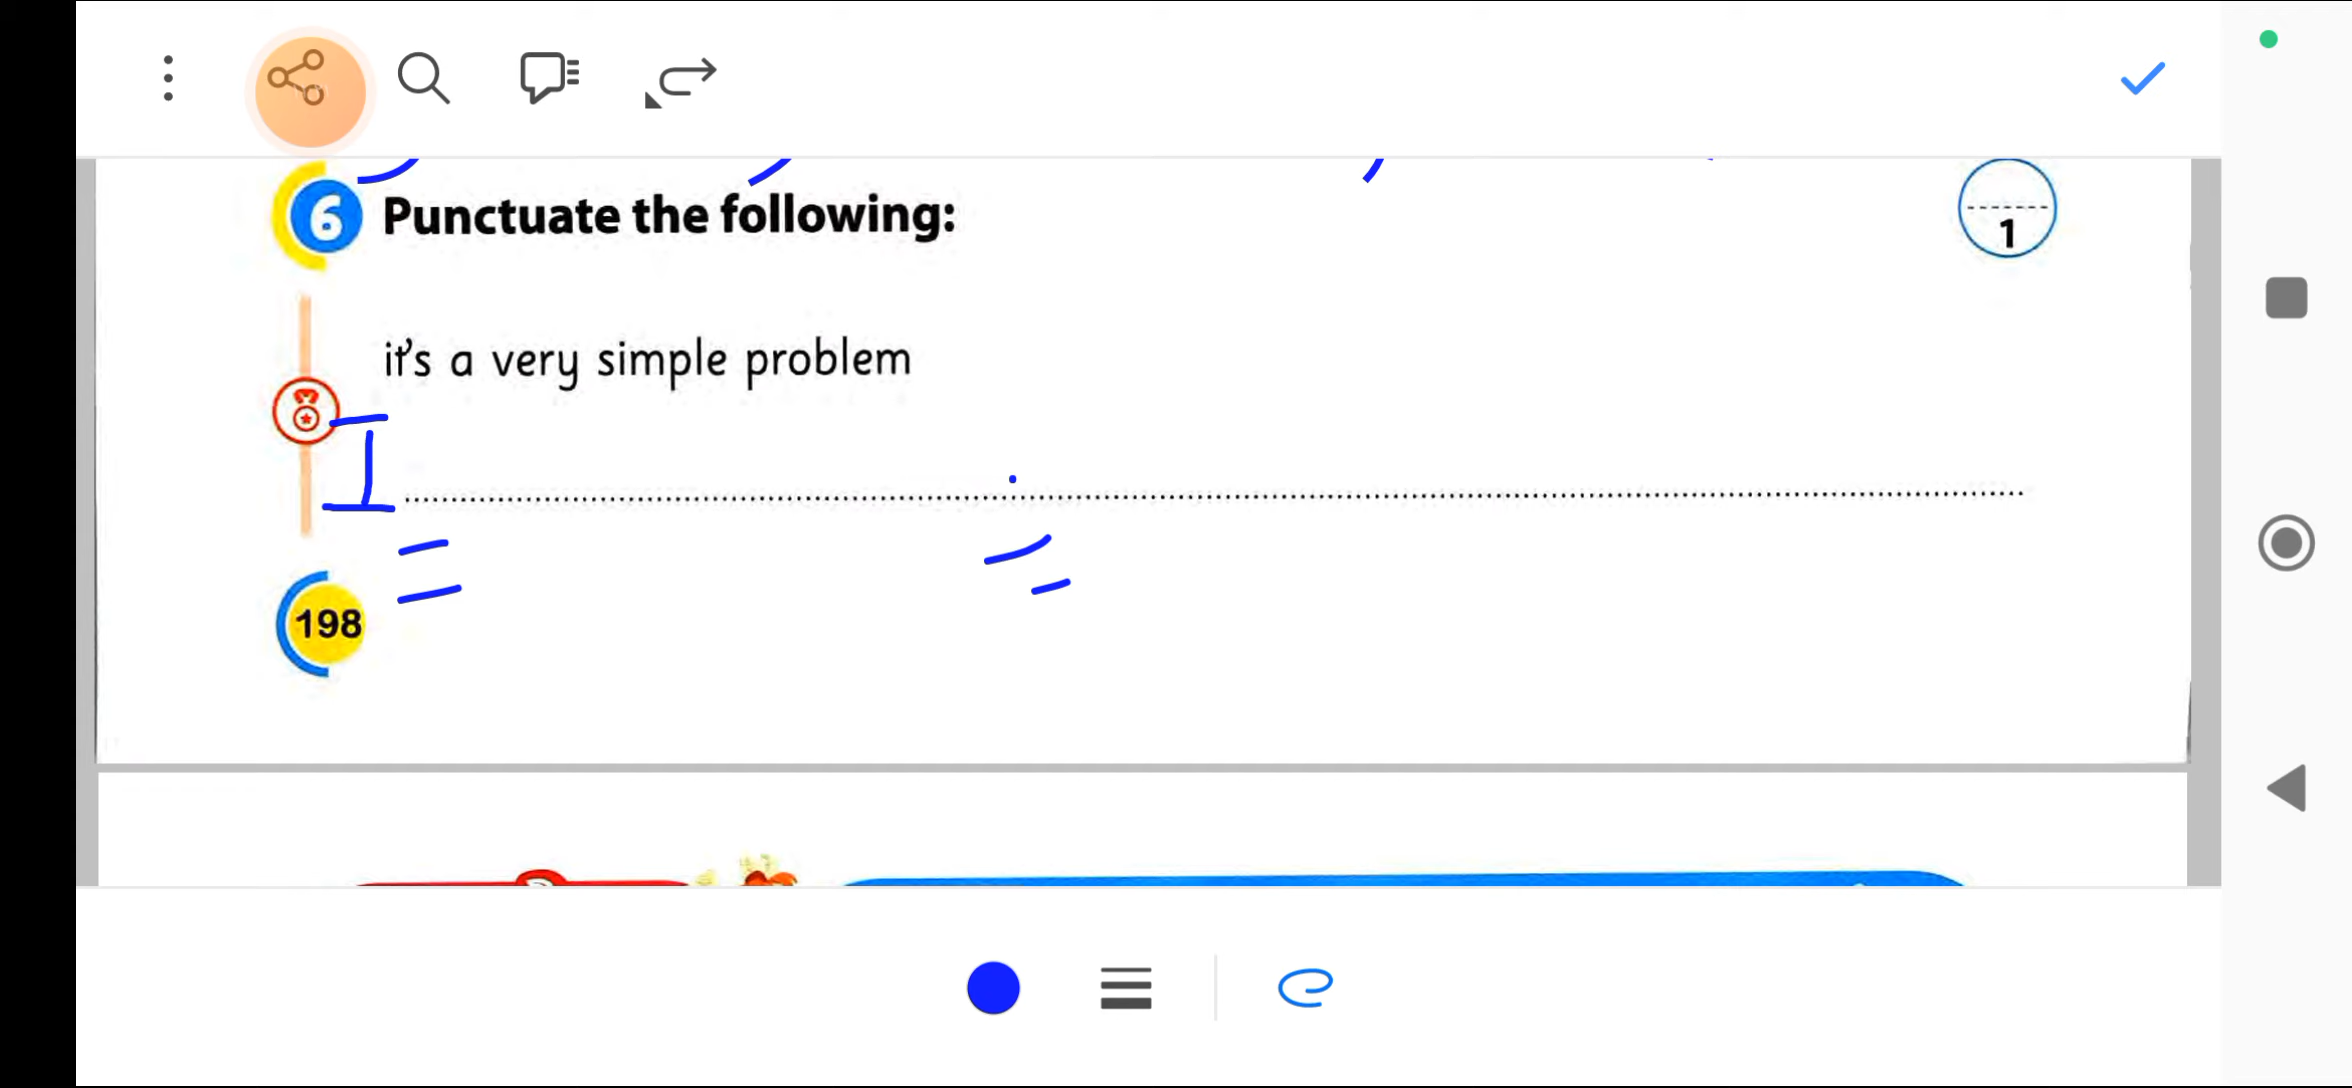 6 Punctuate the following:
1
it's a very simple problem
I .
198